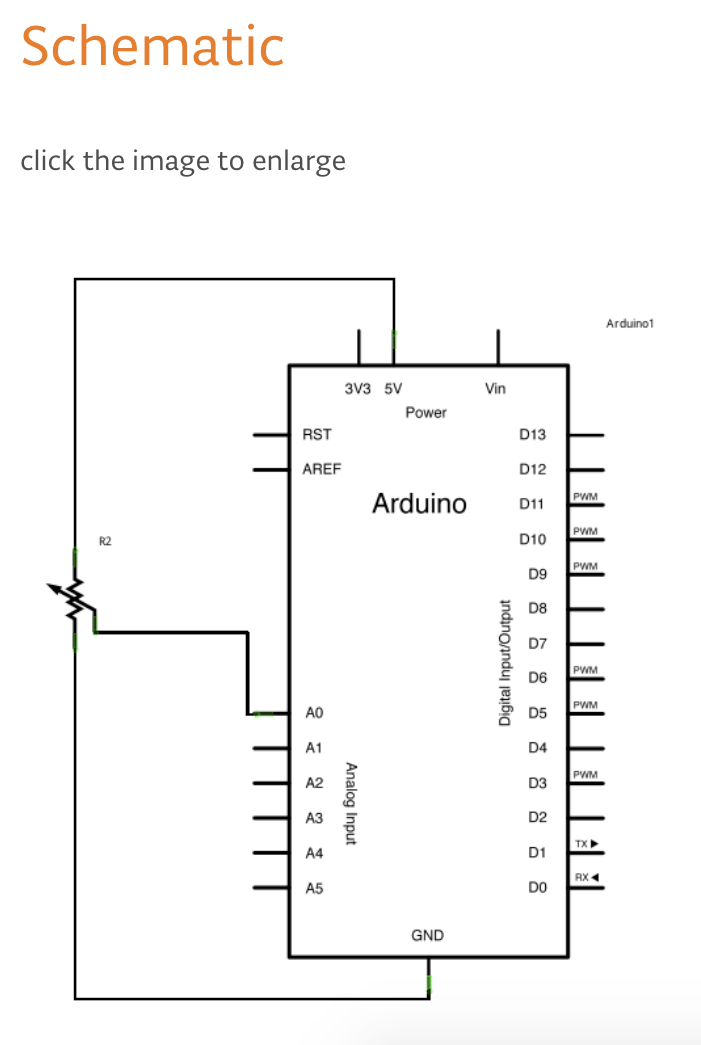 Schematic
click the image to enlarge
Arduino1
3V3 5V Vin
Power
RST D13
AREF D12
Arduino
D11 PWM
D10 PWM
R2
D9 PWM
D8
D7
Digital Input/Output
D6 PWM
A0 D5 PWM
A1 D4
A2 D3 PWM
Analog Input
A3 D2
A4 D1 TX
A5 D0 RX
GND